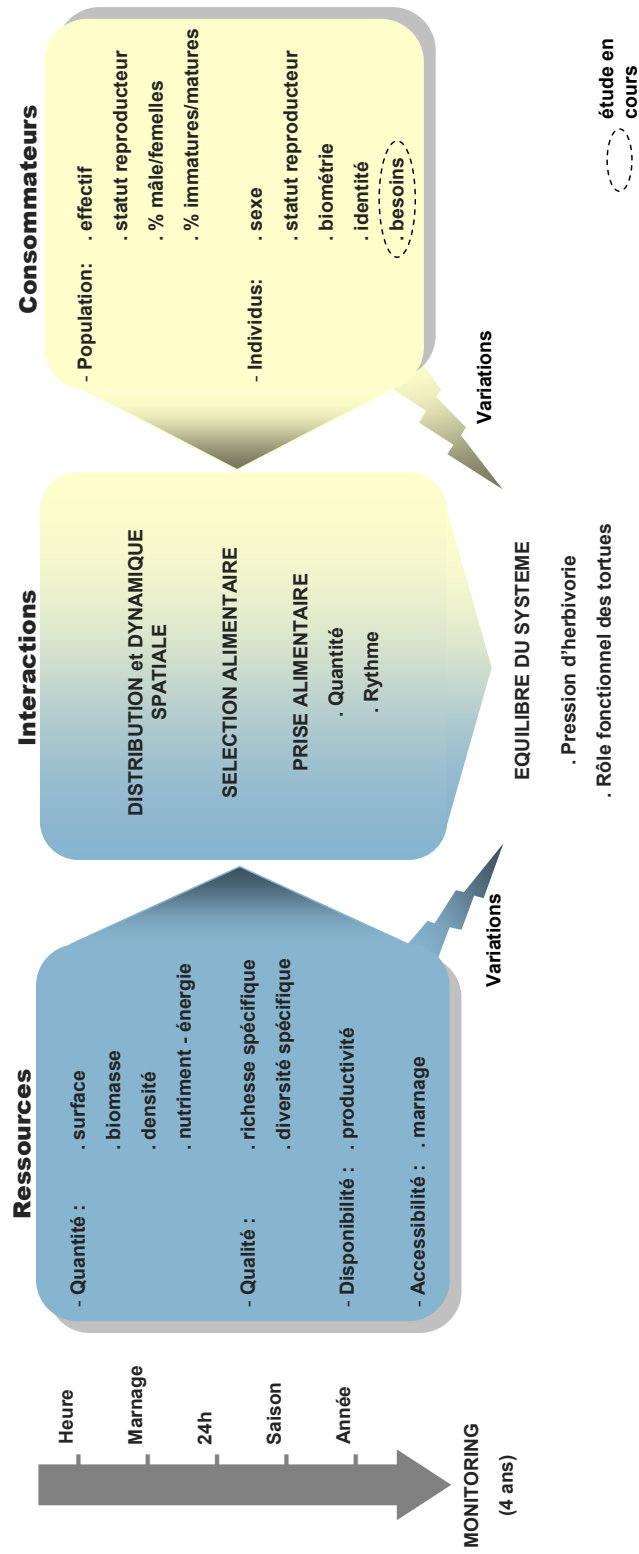 Heure
Marnage
24h
Saison
Année
MONITORING
(4 ans)
Ressources
- Quantité : . surface
. biomasse
. densité
. nutriment - énergie
- Qualité : . richesse spécifique
. diversité spécifique
- Disponibilité : . productivité
- Accessibilité : . marnage
Variations
Interactions
DISTRIBUTION et DYNAMIQUE
SPATIALE
SELECTION ALIMENTAIRE
PRISE ALIMENTAIRE
. Quantité
. Rythme
EQUILIBRE DU SYSTEME
. Pression d'herbivorie
. Rôle fonctionnel des tortues
Consommateurs
- Population: . effectif
. statut reproducteur
. % mâle/femelles
. % immatures/matures
- Individus: . sexe
. statut reproducteur
. biométrie
. identité
. besoins
Variations
étude en
cours